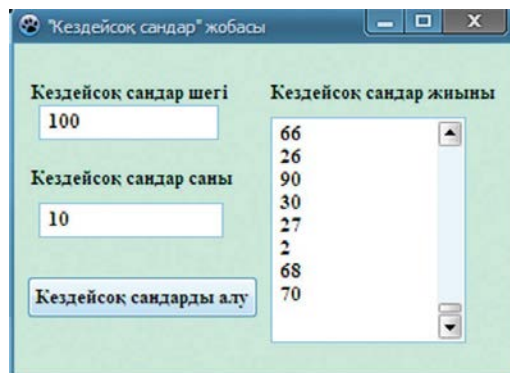 "Кездейсоқ сандар" жобасы
Кездейсоқ сандар шегі
100
Кездейсоқ сандар саны
10
Кездейсоқ сандарды алу
Кездейсоқ сандар жиыны
66
26
90
30
27
2
68
70